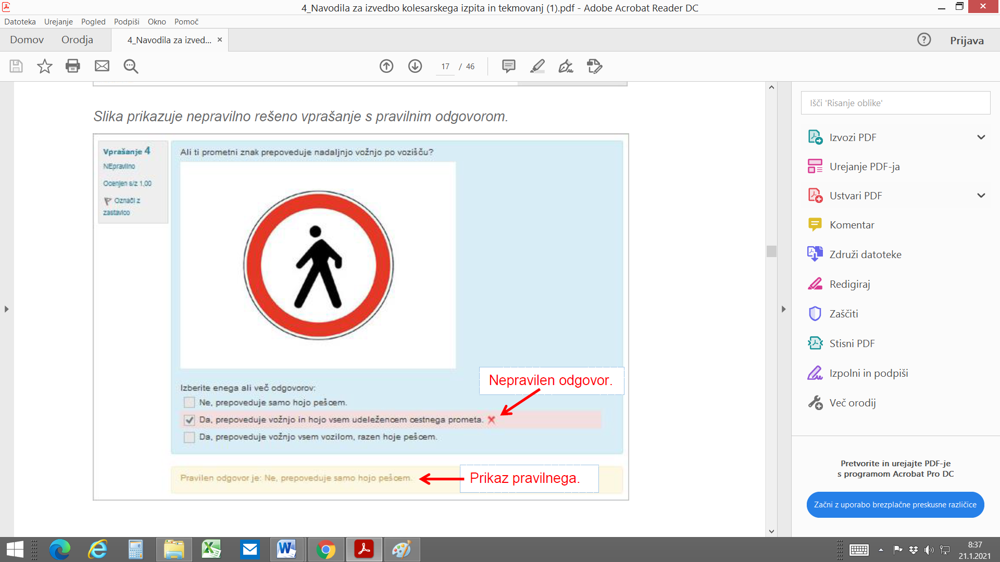 4_Navodila za izvedbo kolesarskega izpita in tekmovanj (1).pdf - Adobe Acrobat Reader DC
Datoteka Urejanje Pogled Podpiši Okno Pomoč
Domov Orodja 4_Navodila za izved... × Prijava
17 / 46
Slika prikazuje nepravilno rešeno vprašanje s pravilnim odgovorom.
Vprašanje 4
NEpravilno
Ocenjen s/z 1,00
Označi z
zastavico
Ali ti prometni znak prepoveduje nadaljnjo vožnjo po vozišču?
Nepravilen odgovor.
Izberite enega ali več odgovorov:
Ne, prepoveduje samo hojo pešcem.
Da, prepoveduje vožnjo in hojo vsem udeležencem cestnega prometa.
Da, prepoveduje vožnjo vsem vozilom, razen hoje pešcem.
Pravilen odgovor je: Ne, prepoveduje samo hojo pešcem.
Prikaz pravilnega.
Išči 'Risanje oblike'
Izvozi PDF
Urejanje PDF-ja
Ustvari PDF
Komentar
Združi datoteke
Redigiraj
Zaščiti
Stisni PDF
Izpolni in podpiši
Več orodij
Pretvorite in urejajte PDF-je
s programom Acrobat Pro DC
Začni z uporabo brezplačne preskusne različice
8:37
21.1.2021